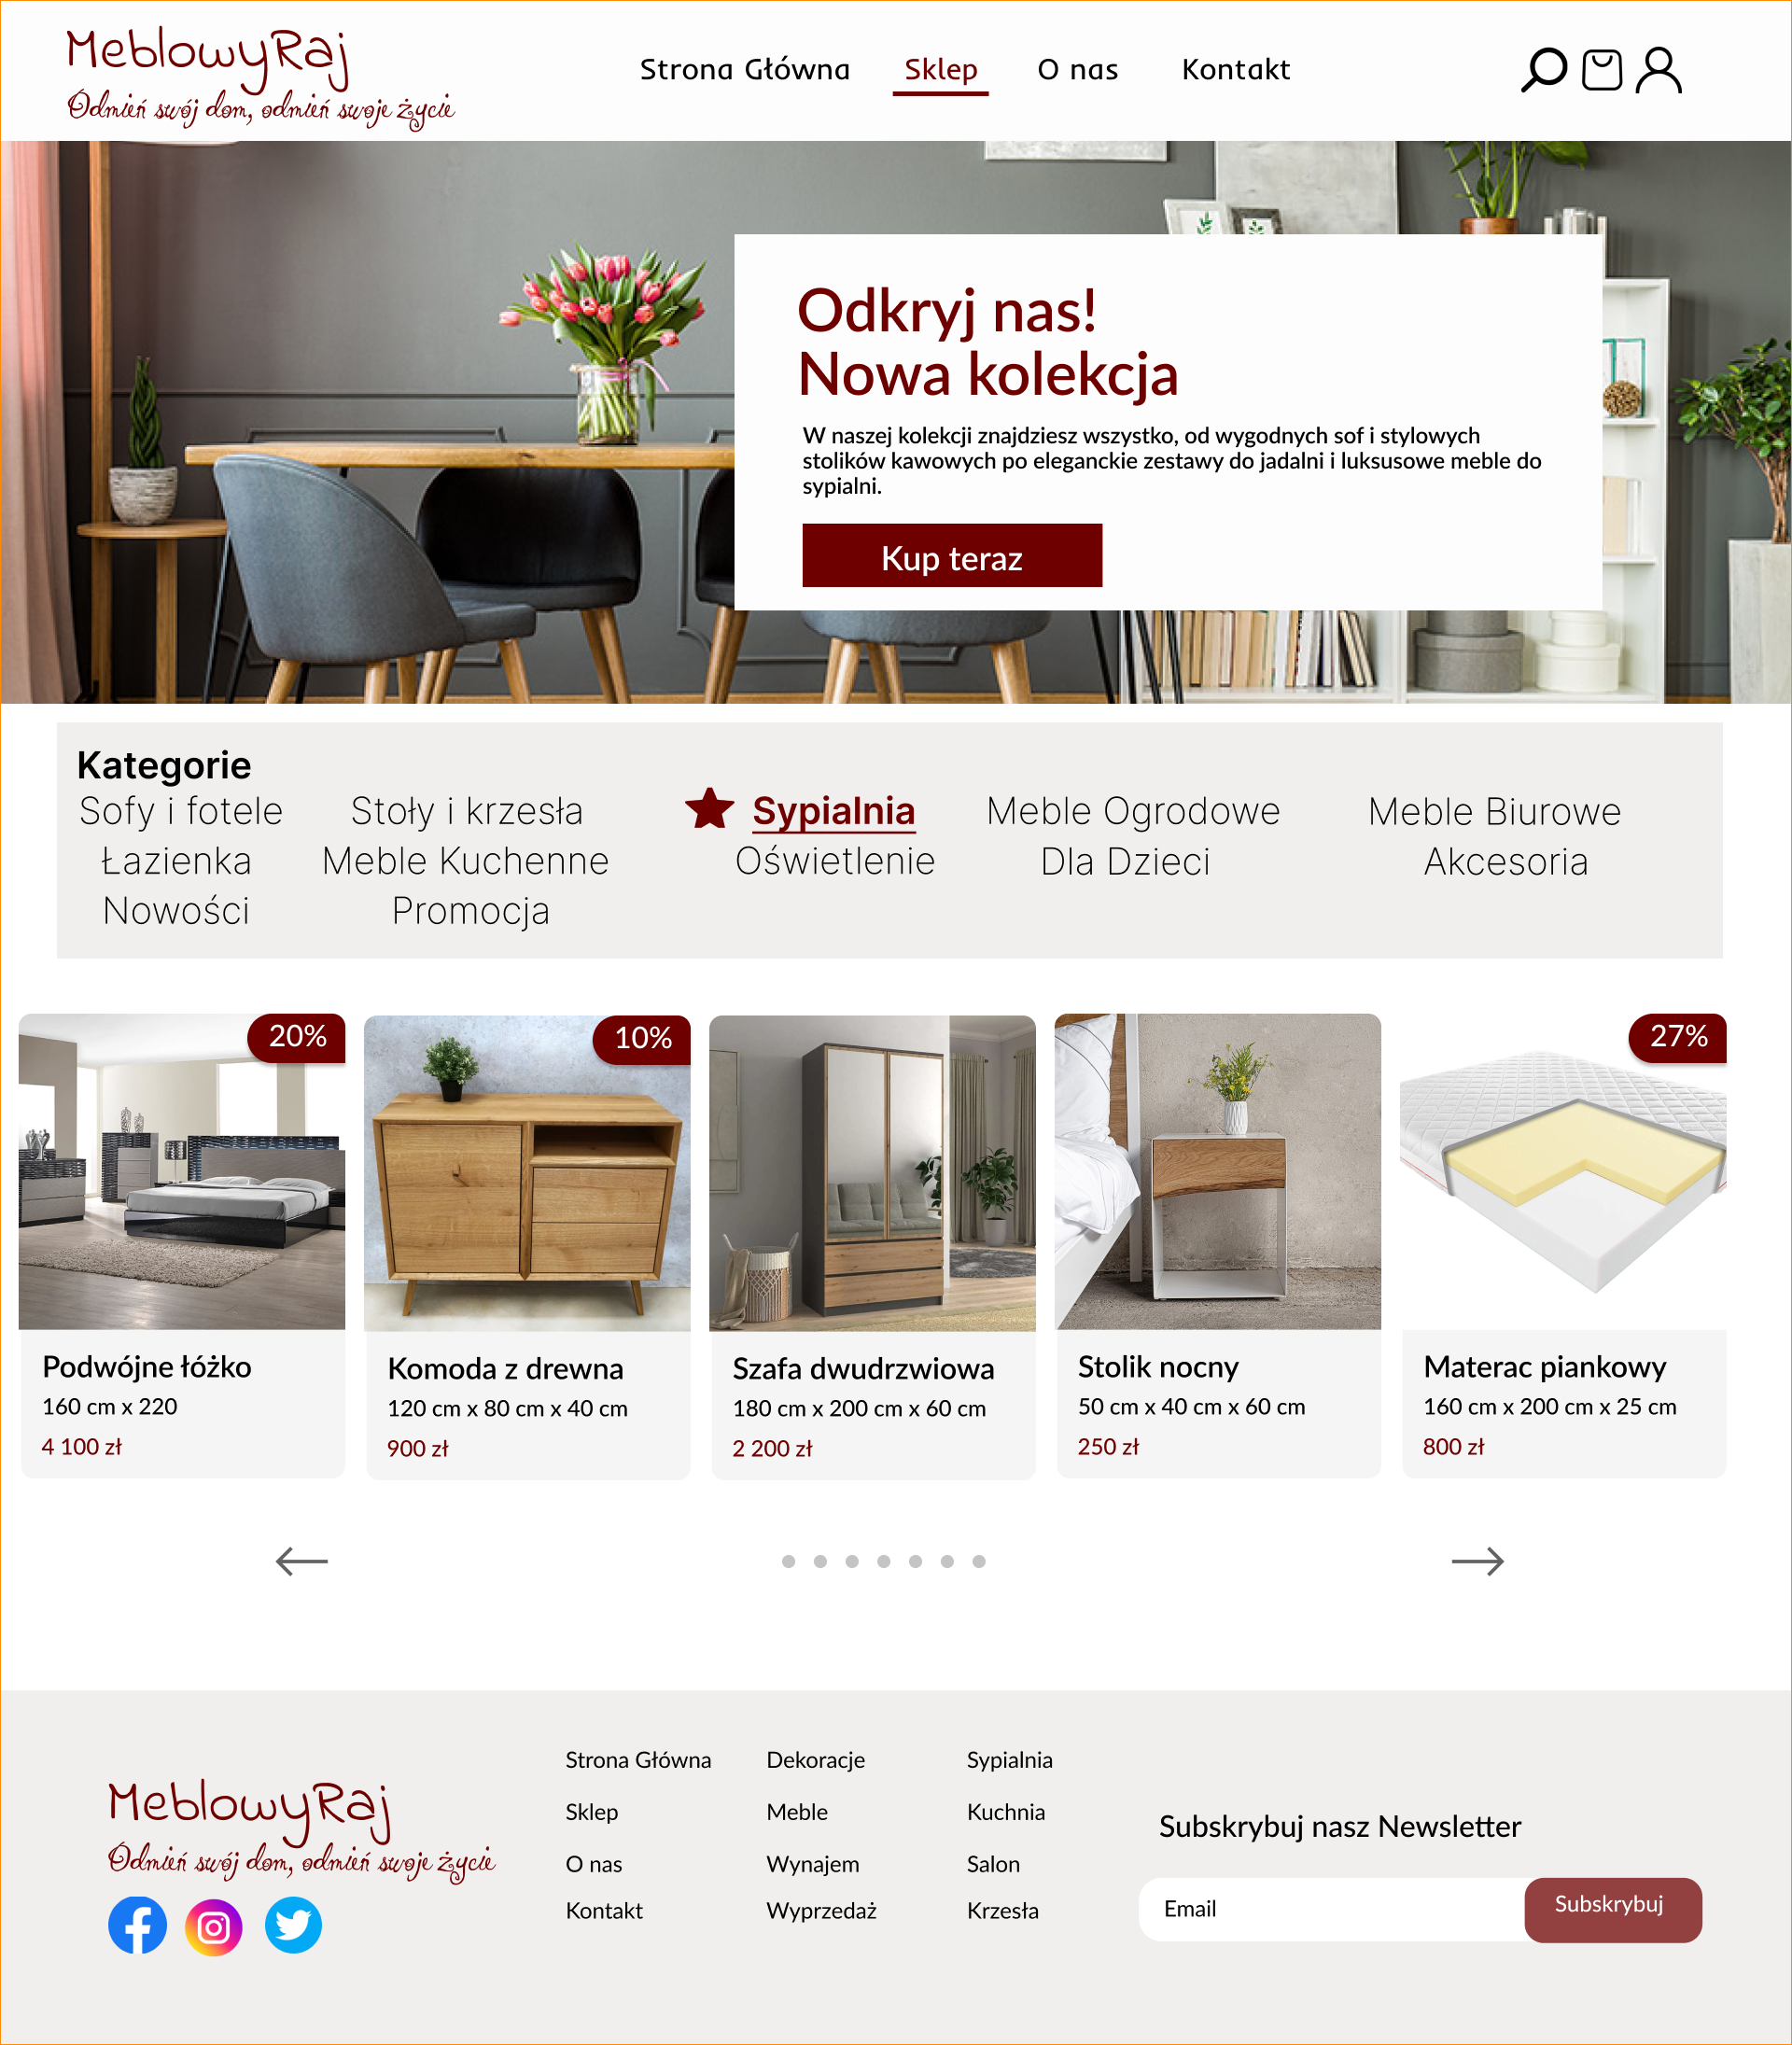 MeblowyRaj
Odmień swój dom, odmień swoje życie
Strona Główna
Sklep
O nas
Kontakt
Odkryj nas!
Nowa kolekcja
W naszej kolekcji znajdziesz wszystko, od wygodnych sof i stylowych
stolików kawowych po eleganckie zestawy do jadalni i luksusowe meble do
sypialni.
Kup teraz
Kategorie
Sofy i fotele
Stoły i krzesła
Sypialnia
Meble Ogrodowe
Meble Biurowe
Łazienka
Meble Kuchenne
Oświetlenie
Dla Dzieci
Akcesoria
Nowości
Promocja
20%
Podwójne łóżko
160 cm x 220
4 100 zł
10%
Komoda z drewna
120 cm x 80 cm x 40 cm
900 zł
Szafa dwudrzwiowa
180 cm x 200 cm x 60 cm
2 200 zł
Stolik nocny
50 cm x 40 cm x 60 cm
250 zł
27%
Materac piankowy
160 cm x 200 cm x 25 cm
800 zł
MeblowyRaj
Odmień swój dom, odmień swoje życie
Strona Główna
Sklep
O nas
Kontakt
Dekoracje
Meble
Wynajem
Wyprzedaż
Sypialnia
Kuchnia
Salon
Krzesła
Subskrybuj nasz Newsletter
Email
Subskrybuj